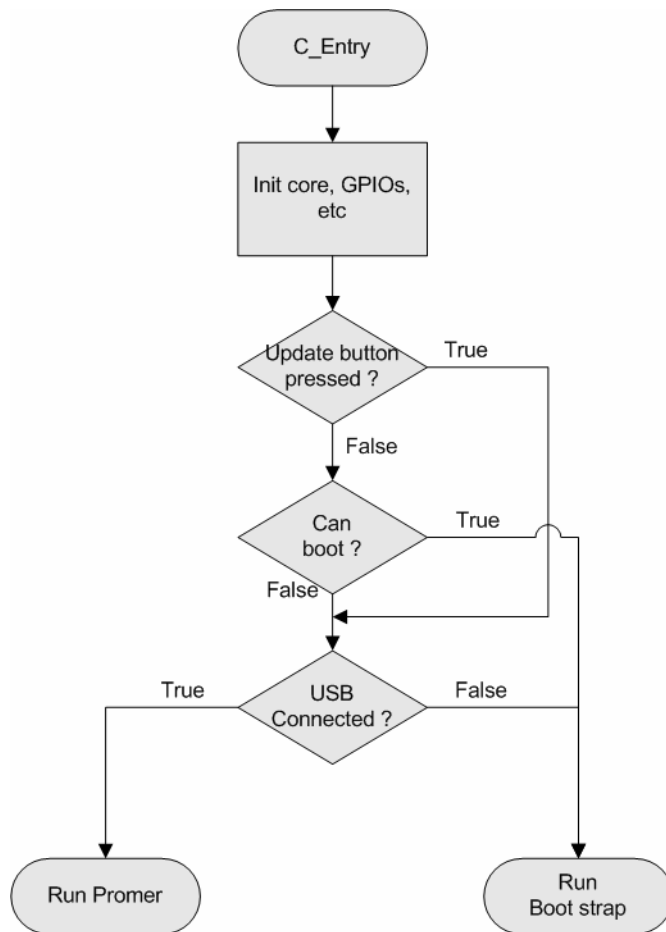 C_Entry
Init core, GPIOs,
etc
Update button
pressed ?
True
False
Can
boot ?
True
False
USB
Connected ?
True
False
Run Promer
Run
Boot strap